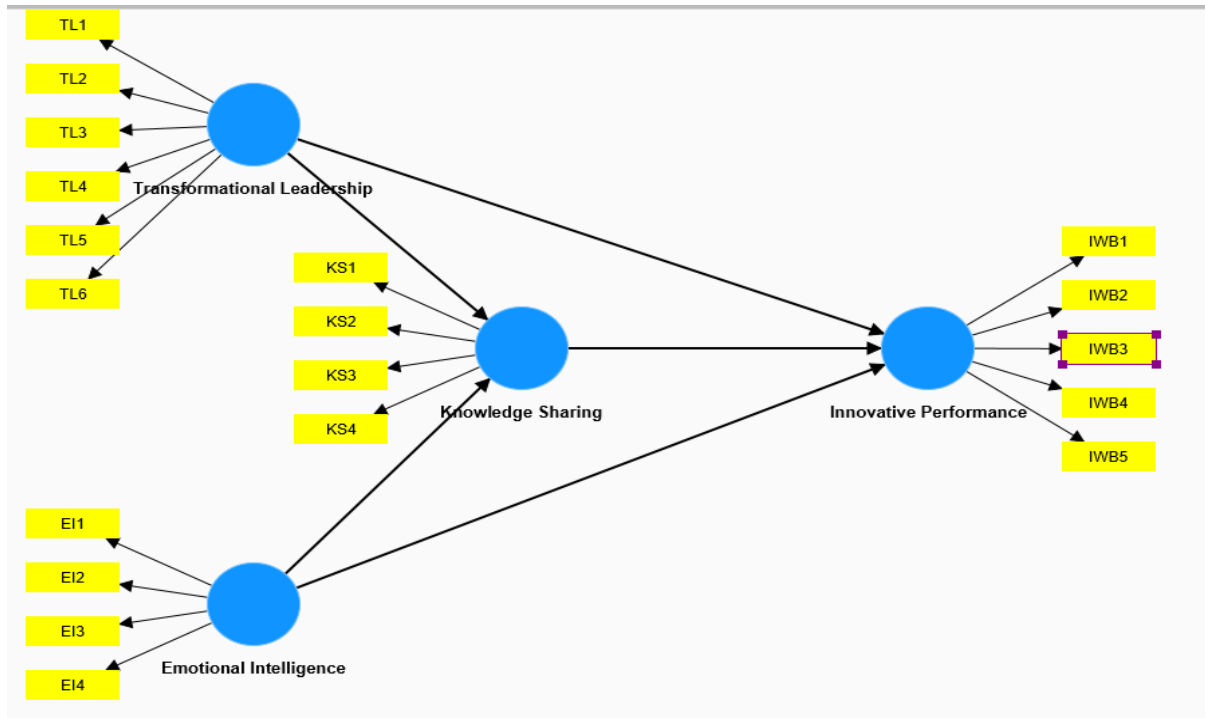 TL1
TL2
TL3
TL4
TL5
TL6
Transformational Leadership
KS1
KS2
KS3
KS4
Knowledge Sharing
IWB1
IWB2
IWB3
IWB4
IWB5
Innovative Performance
EI1
EI2
EI3
EI4
Emotional Intelligence